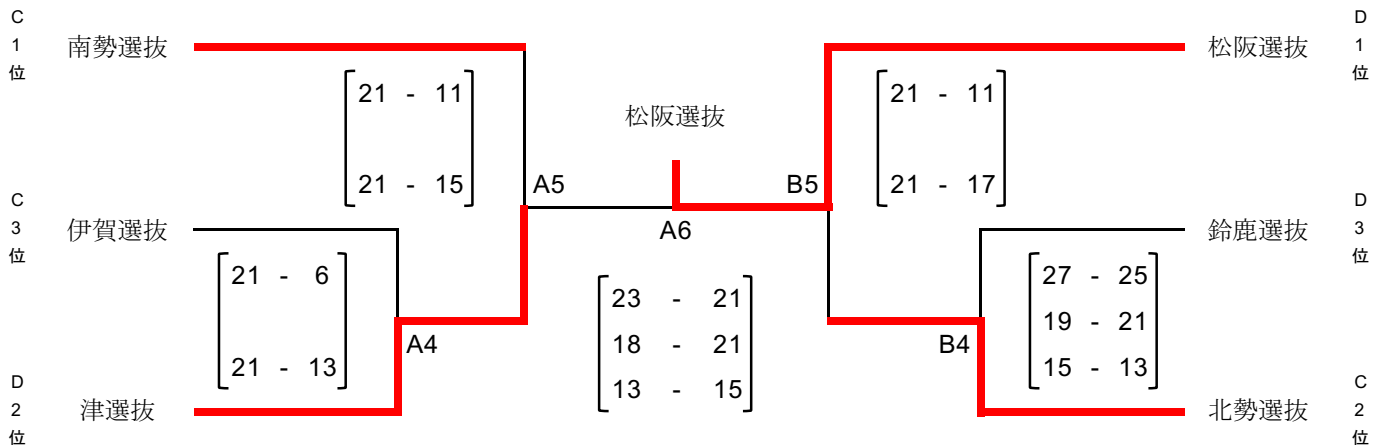 C
1
位
南勢選抜
D
1
位
松阪選抜
21 - 11
21 - 15
松阪選抜
21 - 11
21 - 17
A5
B5
A6
C
3
位
伊賀選抜
D
3
位
鈴鹿選抜
21 - 6
21 - 13
A4
23 - 21
18 - 21
13 - 15
B4
27 - 25
19 - 21
15 - 13
D
2
位
津選抜
C
2
位
北勢選抜